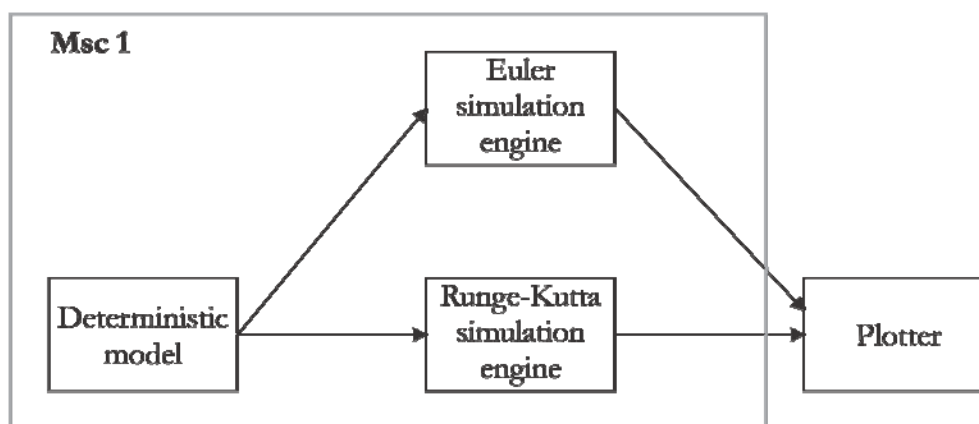 Msc 1
Euler
simulation
engine
Deterministic
model
Runge-Kutta
simulation
engine
Plotter